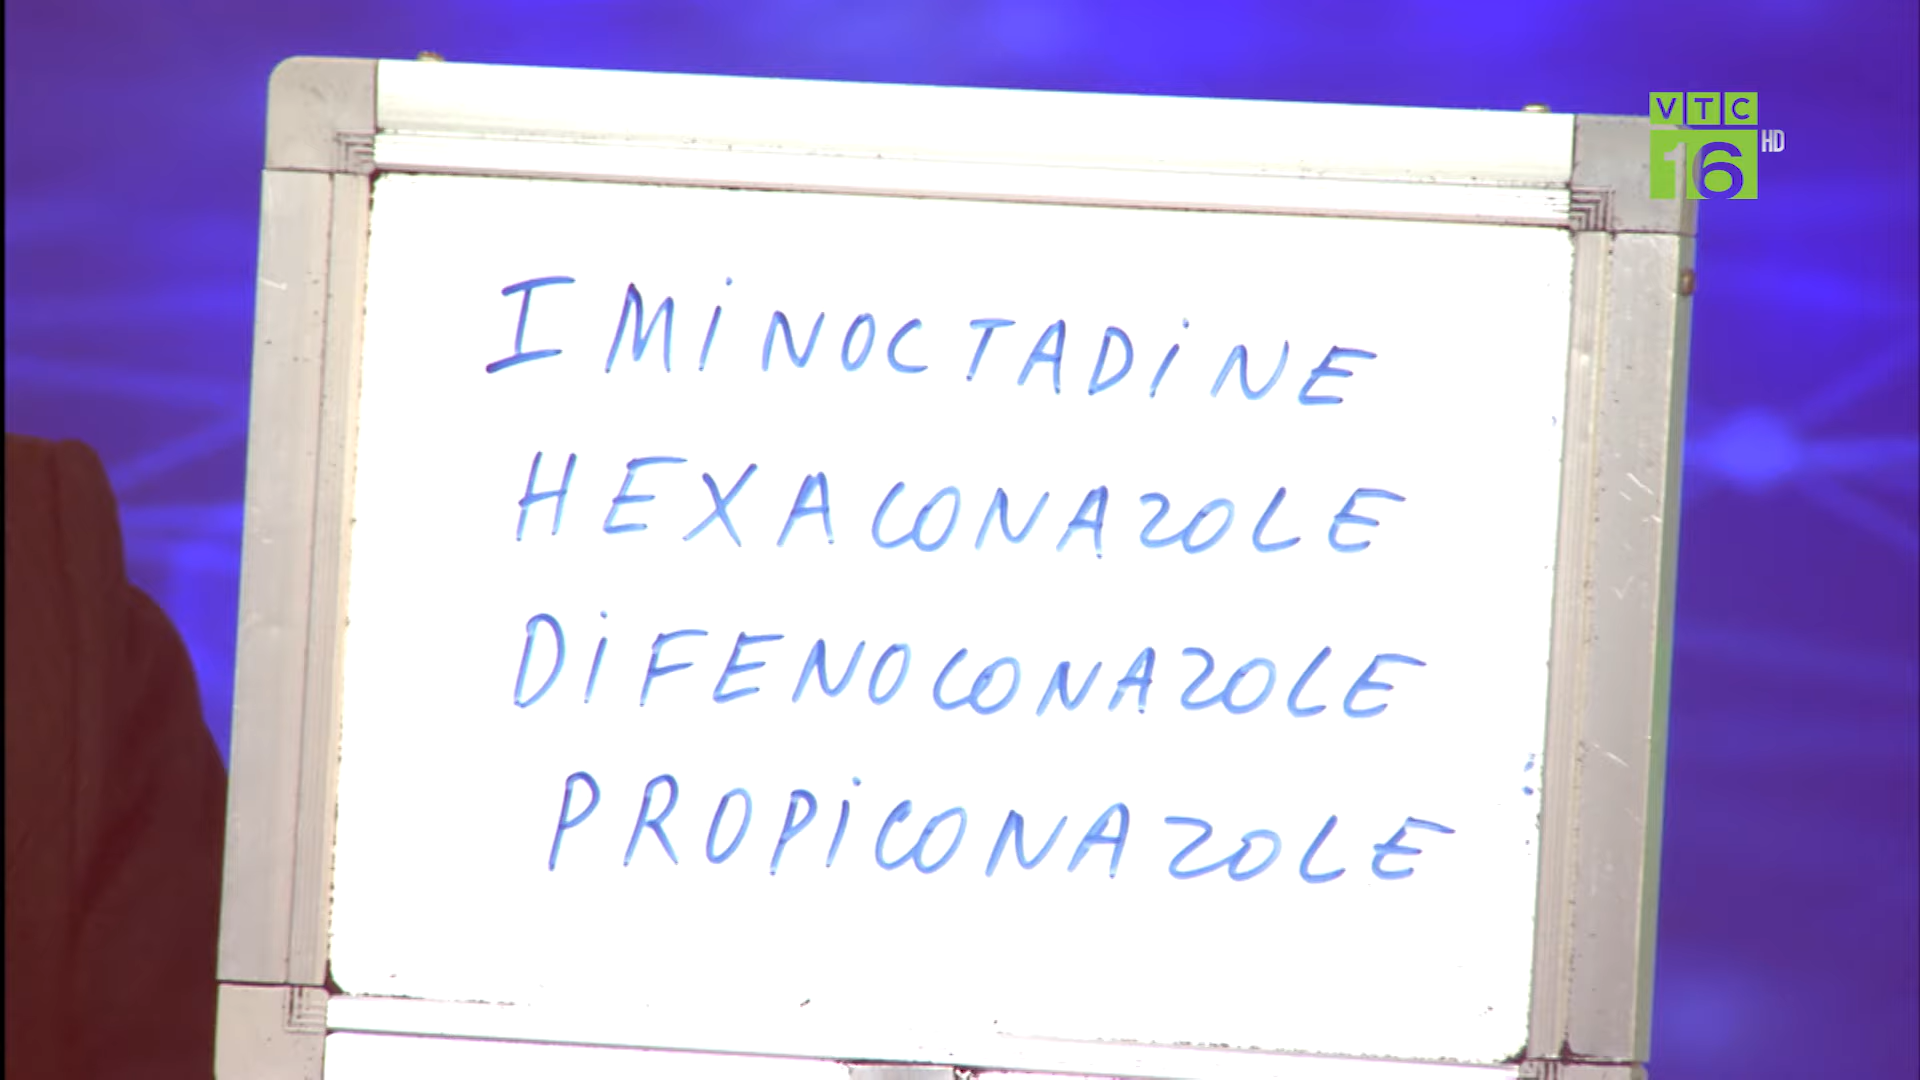 VTC
16 HD
IMiNOCTADiNE
HEXACONAZOLE
DiFENOCONAZOLE
PROPiCONAZOLE